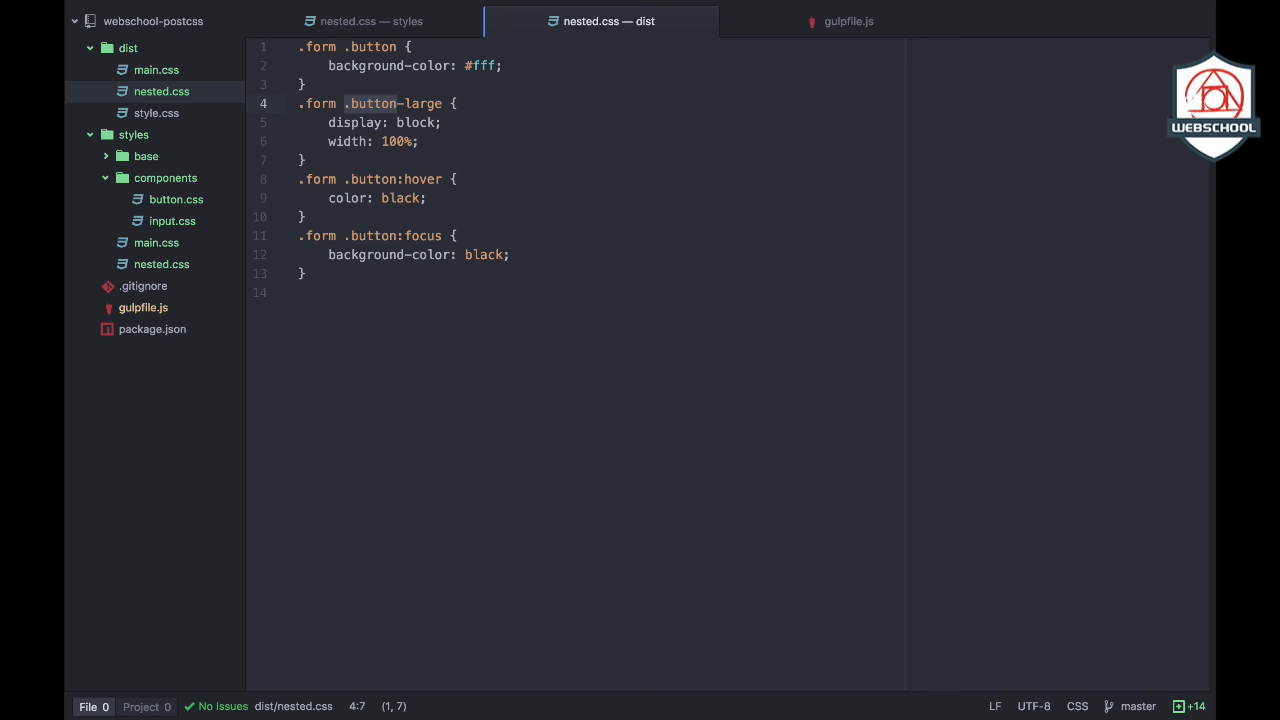 webschool-postcss
dist
main.css
nested.css
style.css
styles
base
components
button.css
input.css
main.css
nested.css
.gitignore
gulpfile.js
package.json
nested.css — styles
nested.css — dist
gulpfile.js
1 .form .button {
2 background-color: #fff;
3 }
4 .form .button-large {
5 display: block;
6 width: 100%;
7 }
8 .form .button:hover {
9 color: black;
10 }
11 .form .button:focus {
12 background-color: black;
13 }
14
WEBSCHOOL
File 0 Project 0 No Issues dist/nested.css 4:7 (1, 7) LF UTF-8 CSS master +14